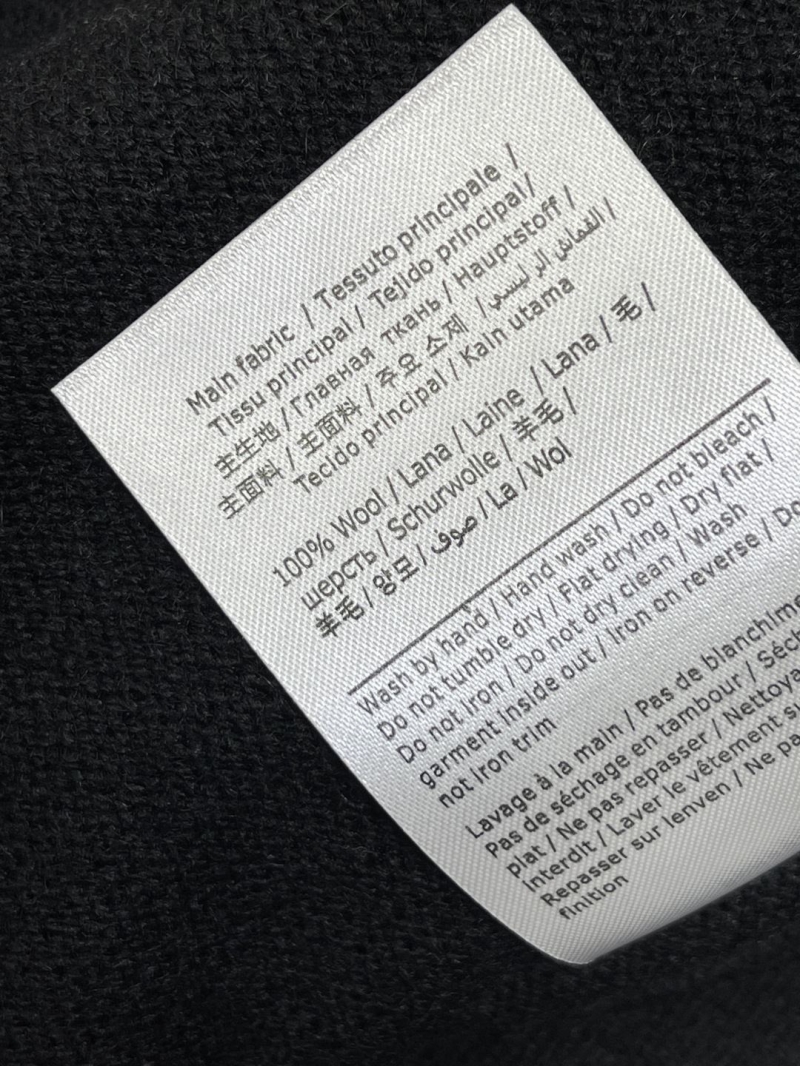 Main fabric / Tessuto principale /
Tissu principal / Tejido principal/
主生地 / Главная ткань / Hauptstoff /
主面料 / 主面料 / 주요 소재 / القماش الرئيسي /
Tecido principal / Kain utama
100% Wool / Lana / Laine / Lana / 毛 /
шерсть / Schurwolle / 羊毛 /
羊毛 / 양모 / صوف / La / Wol
Wash by hand / Hand wash / Do not bleach /
Do not tumble dry / Flat drying / Dry flat /
Do not iron / Do not dry clean / Wash
garment inside out / Iron on reverse / Do
not iron trim
Lavage à la main / Pas de
Pas de séchage en tambour /
plat / Ne pas repasser /
interdit / Laver le vêtement
Repasser sur lenven / Ne
finition